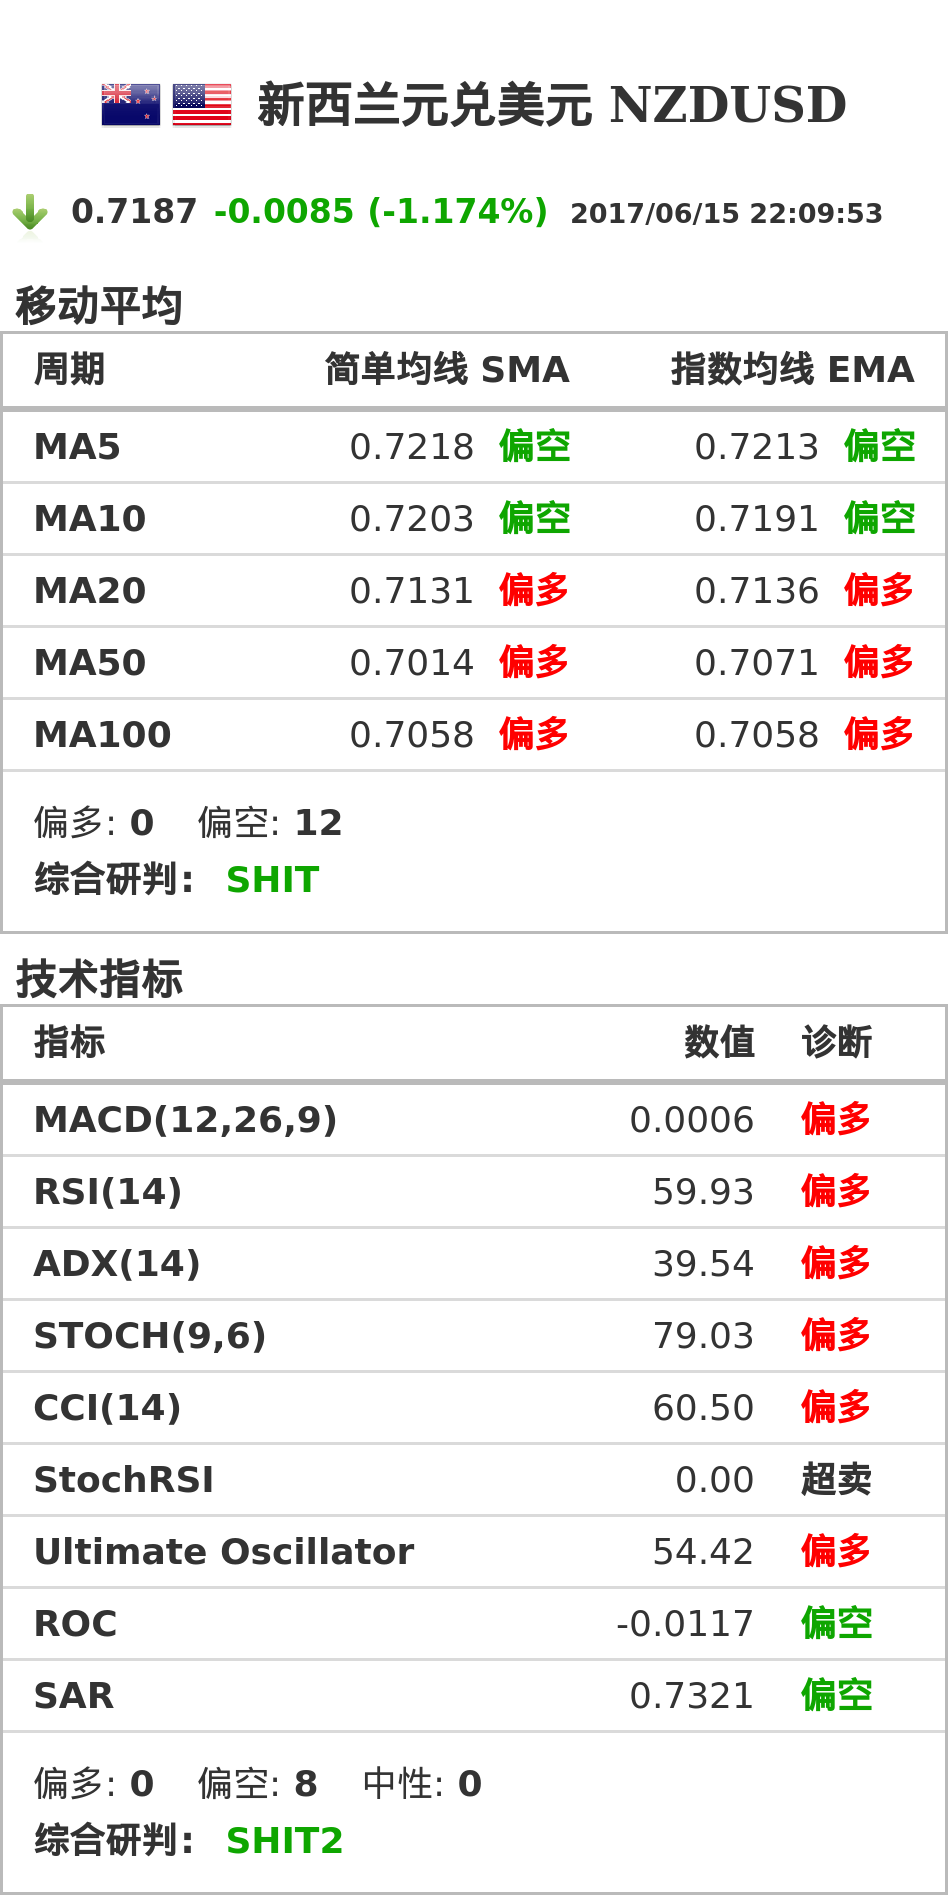 新西兰元兑美元 NZDUSD
0.7187 -0.0085 (-1.174%) 2017/06/15 22:09:53
移动平均
周期 简单均线 SMA 指数均线 EMA
MA5 0.7218 偏空 0.7213 偏空
MA10 0.7203 偏空 0.7191 偏空
MA20 0.7131 偏多 0.7136 偏多
MA50 0.7014 偏多 0.7071 偏多
MA100 0.7058 偏多 0.7058 偏多
偏多: 0 偏空: 12
综合研判: SHIT
技术指标
指标 数值 诊断
MACD(12,26,9) 0.0006 偏多
RSI(14) 59.93 偏多
ADX(14) 39.54 偏多
STOCH(9,6) 79.03 偏多
CCI(14) 60.50 偏多
StochRSI 0.00 超卖
Ultimate Oscillator 54.42 偏多
ROC -0.0117 偏空
SAR 0.7321 偏空
偏多: 0 偏空: 8 中性: 0
综合研判: SHIT2